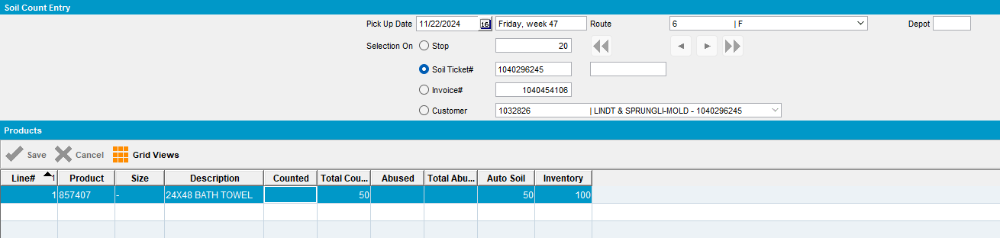 Soil Count Entry
Pick Up Date 11/22/2024 16 Friday, week 47 Route 6 | F Depot
Selection On Stop 20
Soil Ticket# 1040296245
Invoice# 1040454106
Customer 1032826 | LINDT & SPRUNGLI-MOLD - 1040296245
Products
Save Cancel Grid Views
Line# 1 Product Size Description Counted Total Cou... Abused Total Abu... Auto Soil Inventory
1 857407 - 24X48 BATH TOWEL 50 50 100